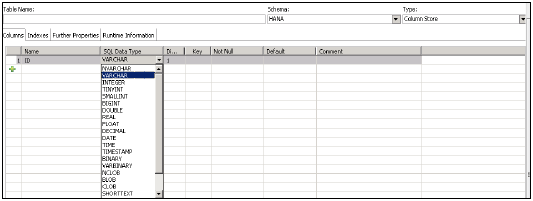 Table Name: Schema: Type:
HANA Column Store
Columns Indexes Further Properties Runtime Information
Name SQL Data Type Di... Key Not Null Default Comment
1 ID VARCHAR 1
NVARCHAR
VARCHAR
INTEGER
TINYINT
SMALLINT
BIGINT
DOUBLE
REAL
FLOAT
DECIMAL
DATE
TIME
TIMESTAMP
BINARY
VARBINARY
NCLOB
BLOB
CLOB
SHORTTEXT